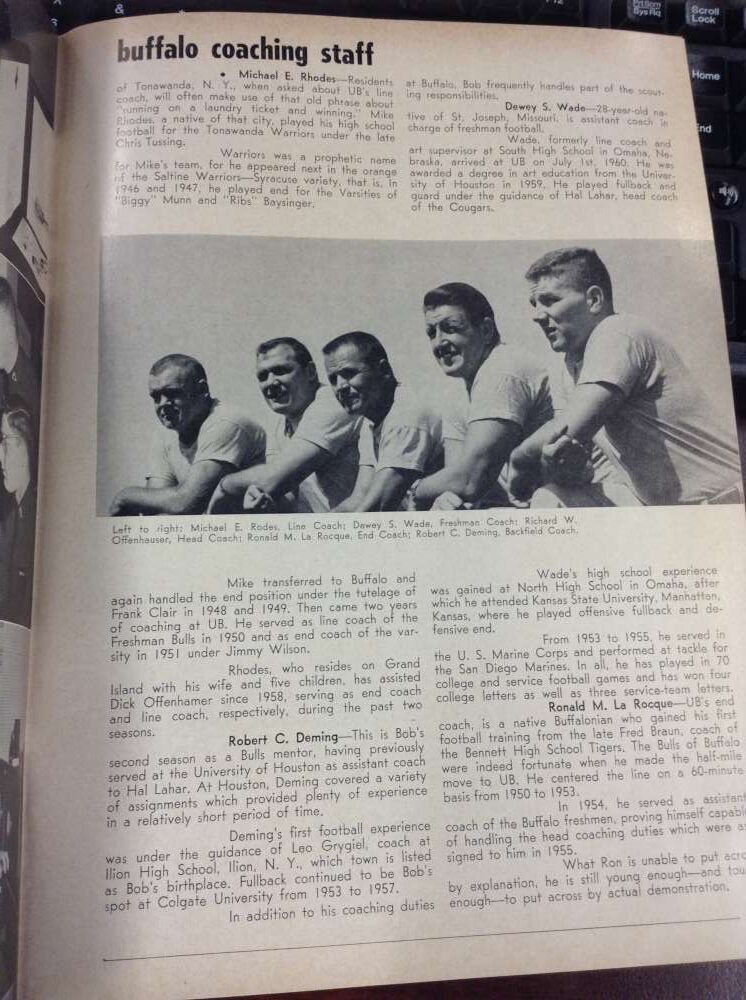 buffalo coaching staff
• Michael E. Rhodes—Residents
of Tonawanda, N. Y., when asked about UB's line
coach, will often make use of that old phrase about
"running on a laundry ticket and winning." Mike
Rhodes, a native of that city, played his high school
football for the Tonawanda Warriors under the late
Chris Tussing.
Warriors was a prophetic name
for Mike's team, for he appeared next in the orange
of the Saltine Warriors—Syracuse variety, that is. In
1946 and 1947, he played end for the Varsities of
"Biggy" Munn and "Ribs" Baysinger.
at Buffalo, Bob frequently handles part of the scout-
ing responsibilities.
Dewey S. Wade—28-year-old na-
tive of St. Joseph, Missouri, is assistant coach in
charge of freshman football.
Wade, formerly line coach and
art supervisor at South High School in Omaha, Ne-
braska, arrived at UB on July 1st, 1960. He was
awarded a degree in art education from the Univer-
sity of Houston in 1959. He played fullback and
guard under the guidance of Hal Lahar, head coach
of the Cougars.
Left to right: Michael E. Rodes, Line Coach; Dewey S. Wade, Freshman Coach; Richard W.
Offenhauser, Head Coach; Ronald M. La Rocque, End Coach; Robert C. Deming, Backfield Coach.
Mike transferred to Buffalo and
again handled the end position under the tutelage of
Frank Clair in 1948 and 1949. Then came two years
of coaching at UB. He served as line coach of the
Freshman Bulls in 1950 and as end coach of the var-
sity in 1951 under Jimmy Wilson.
Rhodes, who resides on Grand
Island with his wife and five children, has assisted
Dick Offenhamer since 1958, serving as end coach
and line coach, respectively, during the past two
seasons.
Robert C. Deming—This is Bob's
second season as a Bulls mentor, having previously
served at the University of Houston as assistant coach
to Hal Lahar. At Houston, Deming covered a variety
of assignments which provided plenty of experience
in a relatively short period of time.
Deming's first football experience
was under the guidance of Leo Grygiel, coach at
Ilion High School, Ilion, N. Y., which town is listed
as Bob's birthplace. Fullback continued to be Bob's
spot at Colgate University from 1953 to 1957.
In addition to his coaching duties
Wade's high school experience
was gained at North High School in Omaha, after
which he attended Kansas State University, Manhattan,
Kansas, where he played offensive fullback and de-
fensive end.
From 1953 to 1955, he served in
the U. S. Marine Corps and performed at tackle for
the San Diego Marines. In all, he has played in 70
college and service football games and has won four
college letters as well as three service-team letters.
Ronald M. La Rocque—UB's end
coach, is a native Buffalonian who gained his first
football training from the late Fred Braun, coach of
the Bennett High School Tigers. The Bulls of Buffalo
were indeed fortunate when he made the half-mile
move to UB. He centered the line on a 60-minute
basis from 1950 to 1953.
In 1954, he served as assistant
coach of the Buffalo freshmen, proving himself capabl
of handling the head coaching duties which were as
signed to him in 1955.
What Ron is unable to put acro
by explanation, he is still young enough—and tou
enough—to put across by actual demonstration.
Prt Scrn
Sys Rq
Scroll
Lock
Home
End
&